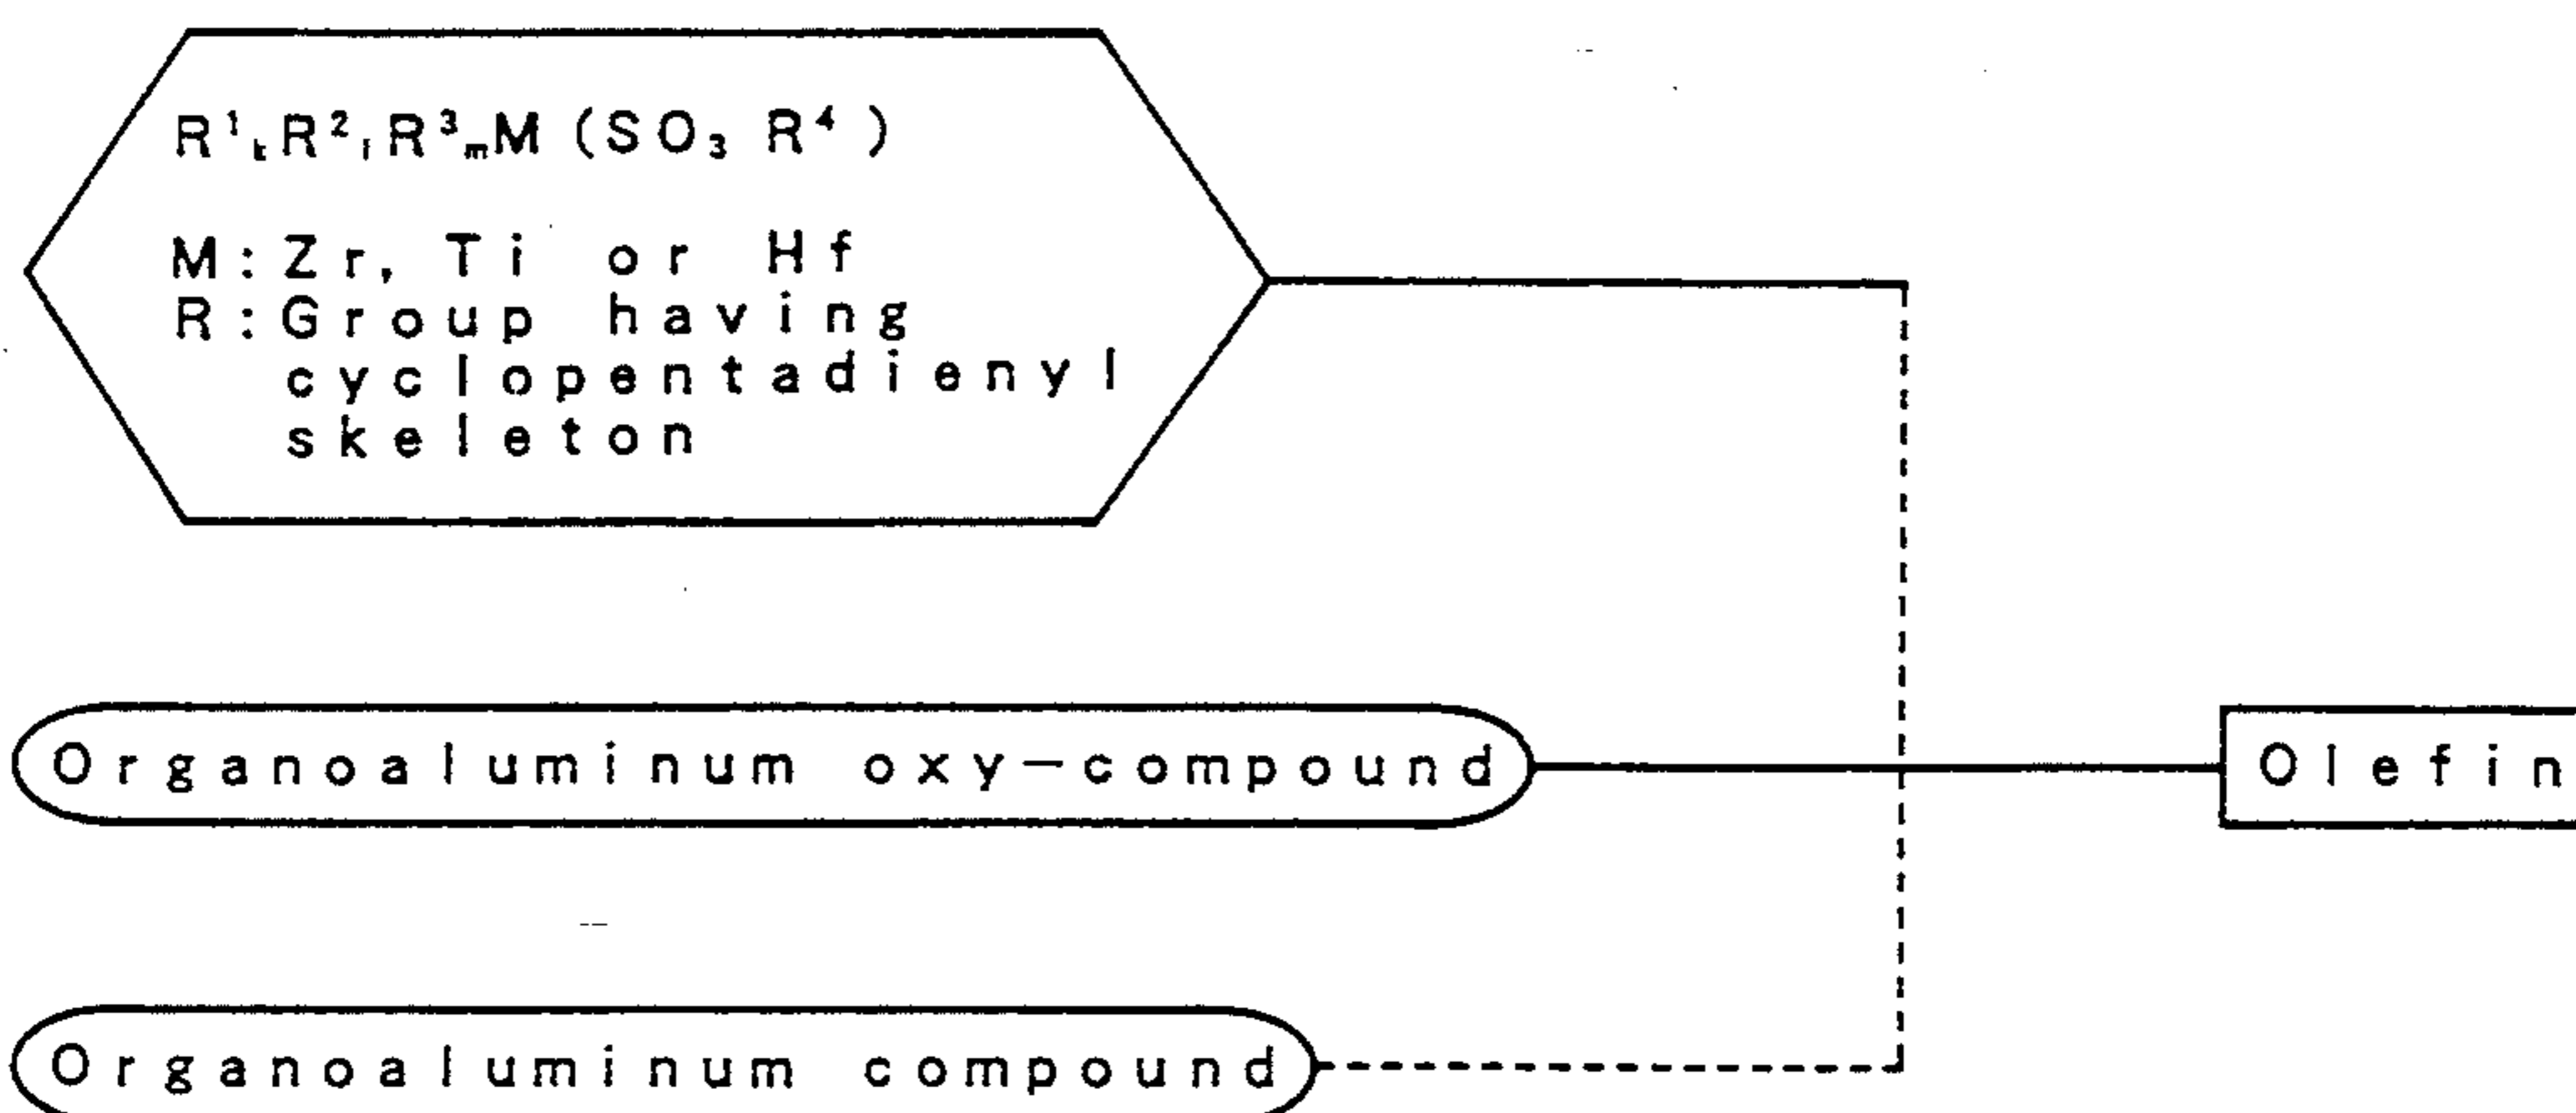 R¹ₖR²ₗR³ₘM (SO₃ R⁴)
M:Zr, Ti or Hf
R:Group having
cyclopentadienyl
skeleton
Organoaluminum oxy-compound
Olefin
Organoaluminum compound